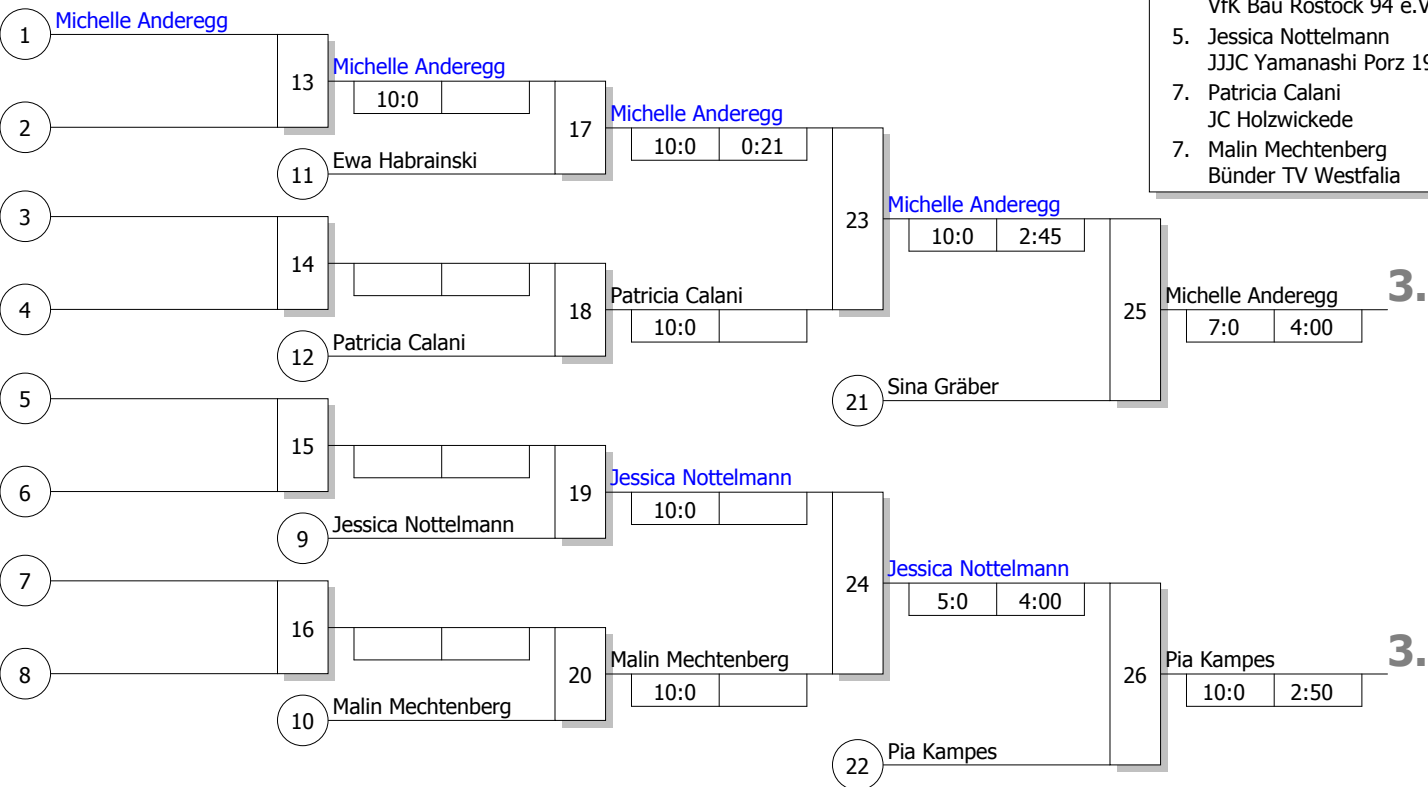 VfK Bau Rostock 94 e.V
5. Jessica Nottelmann
JJJC Yamanashi Porz 19
7. Patricia Calani
JC Holzwickede
7. Malin Mechtenberg
Bünder TV Westfalia
1 Michelle Anderegg
13 Michelle Anderegg
10:0
2
17 Michelle Anderegg
10:0 0:21
11 Ewa Habrainski
3
23 Michelle Anderegg
10:0 2:45
14
4
18 Patricia Calani
10:0
25 Michelle Anderegg 3.
7:0 4:00
12 Patricia Calani
5
21 Sina Gräber
15
6
19 Jessica Nottelmann
10:0
9 Jessica Nottelmann
7
24 Jessica Nottelmann
5:0 4:00
16
8
20 Malin Mechtenberg
10:0
26 Pia Kampes 3.
10:0 2:50
10 Malin Mechtenberg
22 Pia Kampes